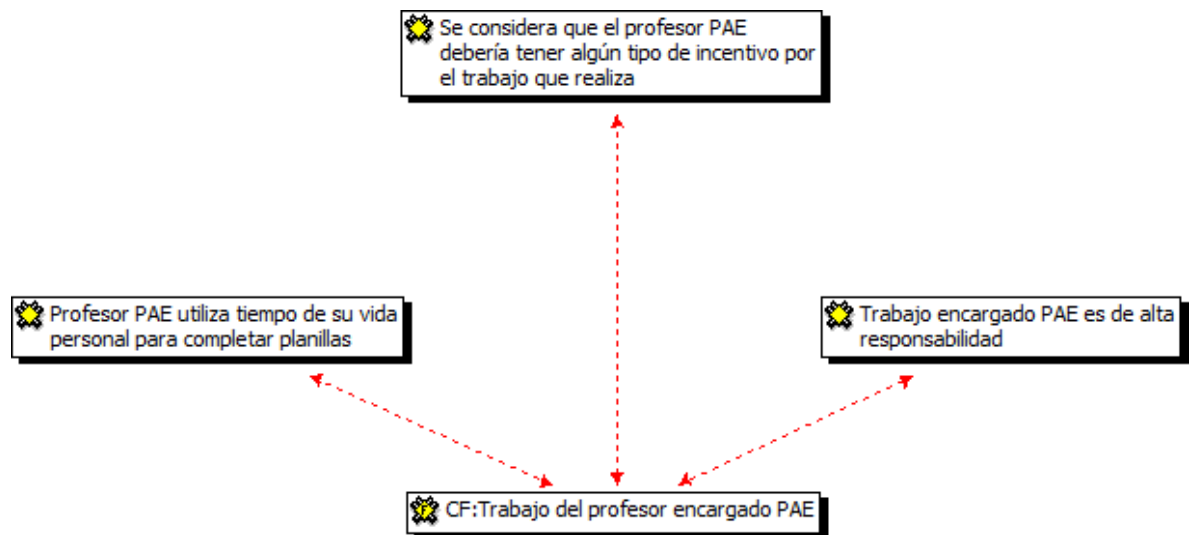 Se considera que el profesor PAE
debería tener algún tipo de incentivo por
el trabajo que realiza
Profesor PAE utiliza tiempo de su vida
personal para completar planillas
Trabajo encargado PAE es de alta
responsabilidad
CF:Trabajo del profesor encargado PAE